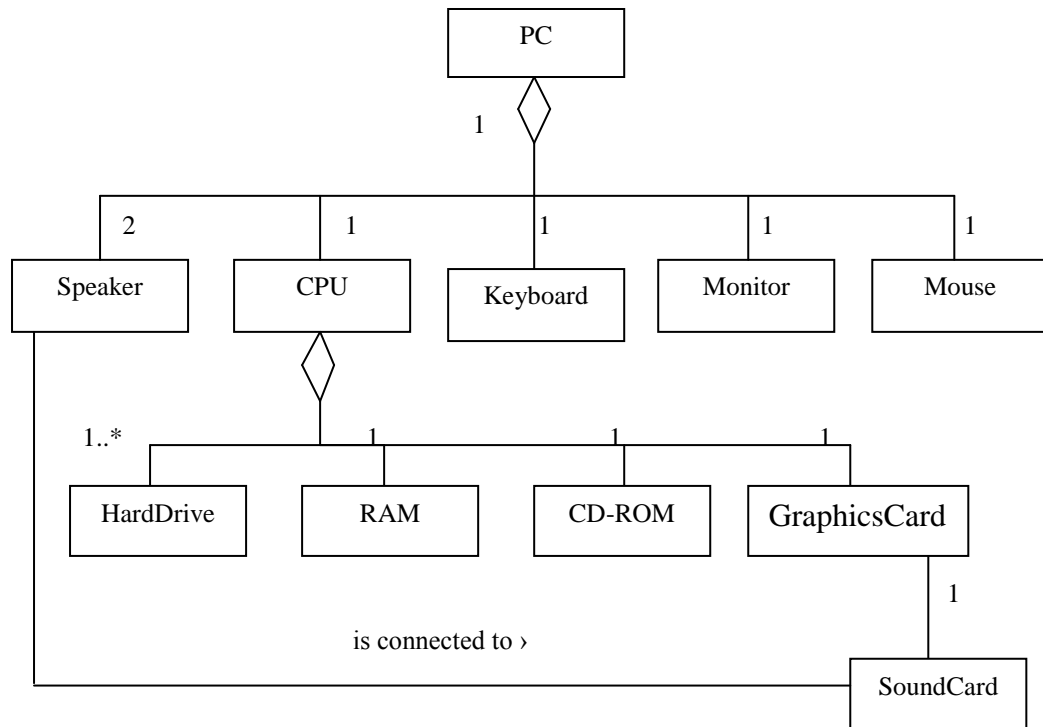 PC
1
2 1 1 1 1
Speaker CPU Keyboard Monitor Mouse
1..* 1 1 1
HardDrive RAM CD-ROM GraphicsCard
1
is connected to ›
SoundCard